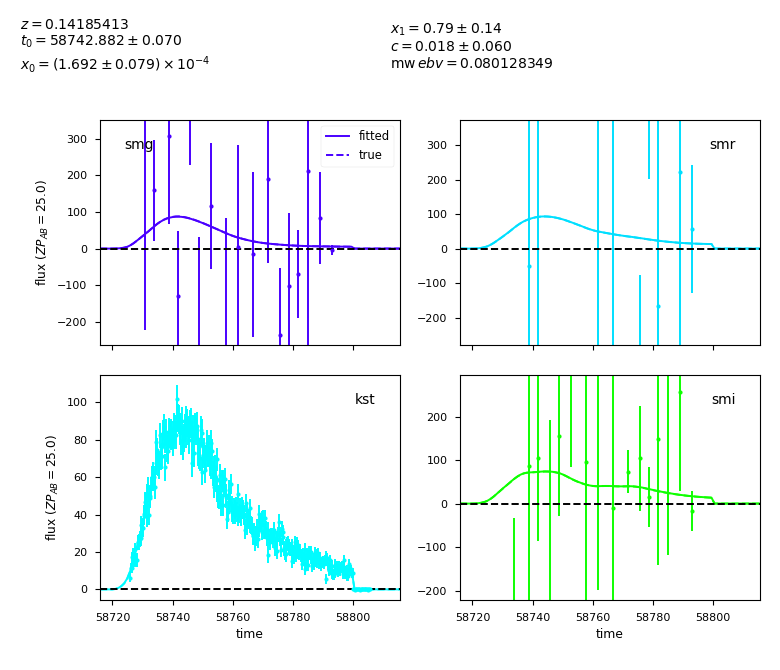 z = 0.14185413
t₀ = 58742.882 ± 0.070
x₀ = (1.692 ± 0.079) × 10⁻⁴
x₁ = 0.79 ± 0.14
c = 0.018 ± 0.060
mw ebv = 0.080128349
smg
fitted
true
300
200
100
0
−100
−200
flux (ZP_AB = 25.0)
smr
300
200
100
0
−100
−200
kst
100
80
60
40
20
0
flux (ZP_AB = 25.0)
58720 58740 58760 58780 58800
time
smi
200
100
0
−100
−200
58720 58740 58760 58780 58800
time